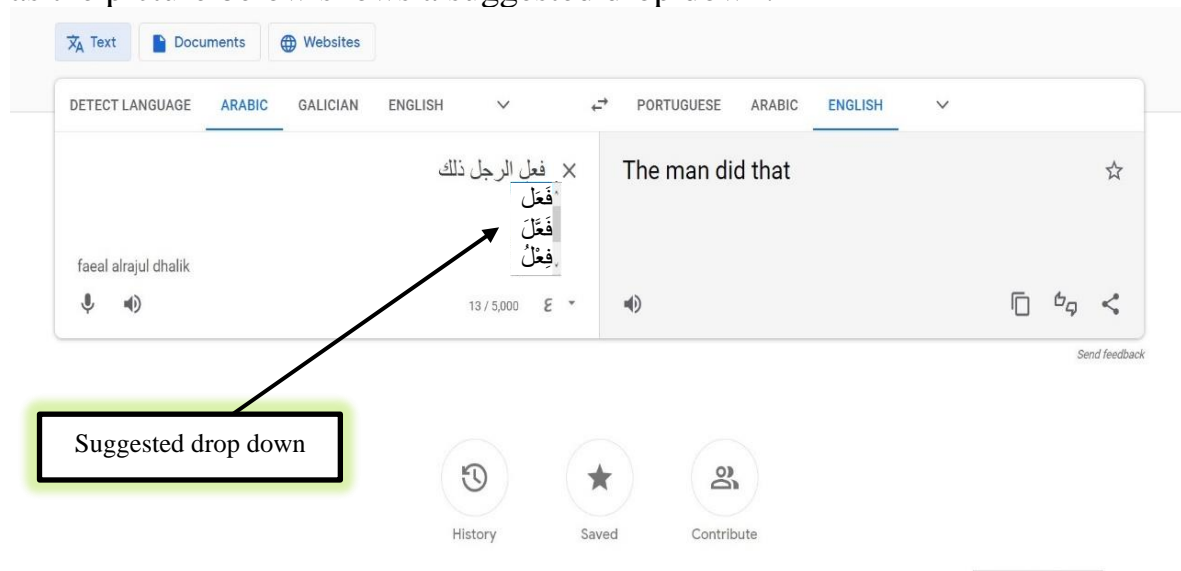 Text Documents Websites
DETECT LANGUAGE ARABIC GALICIAN ENGLISH PORTUGUESE ARABIC ENGLISH
فعل الرجل ذلك
The man did that
فَعَل
فَعَّلَ
فِعْلُ
faeal alrajul dhalik
13 / 5,000
Send feedback
Suggested drop down
History Saved Contribute